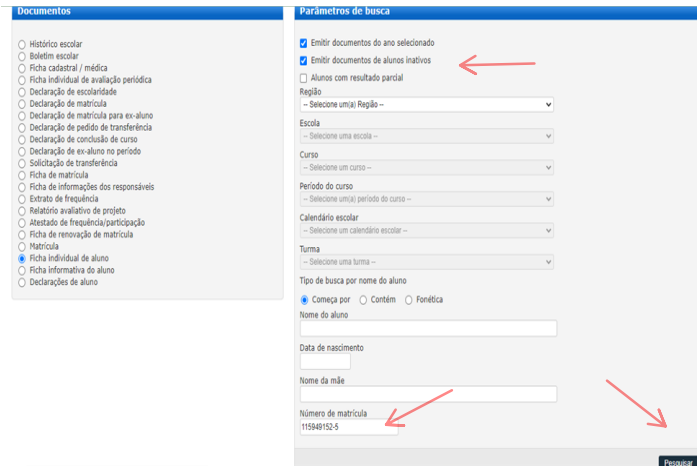 Documentos
Histórico escolar
Boletim escolar
Ficha cadastral / médica
Ficha individual de avaliação periódica
Declaração de escolaridade
Declaração de matrícula
Declaração de matrícula para ex-aluno
Declaração de pedido de transferência
Declaração de conclusão de curso
Declaração de ex-aluno no período
Solicitação de transferência
Ficha de matrícula
Ficha de informações dos responsáveis
Extrato de frequência
Relatório avaliativo de projeto
Atestado de frequência/participação
Ficha de renovação de matrícula
Matrícula
Ficha individual de aluno
Ficha informativa do aluno
Declarações de aluno
Parâmetros de busca
Emitir documentos do ano selecionado
Emitir documentos de alunos inativos
Alunos com resultado parcial
Região
-- Selecione um(a) Região --
Escola
-- Selecione uma escola --
Curso
-- Selecione um curso --
Período do curso
-- Selecione um(a) período do curso --
Calendário escolar
-- Selecione um calendário escolar --
Turma
-- Selecione uma turma --
Tipo de busca por nome do aluno
Começa por Contém Fonética
Nome do aluno
Data de nascimento
Nome da mãe
Número de matrícula
115949152-5
Pesquisar